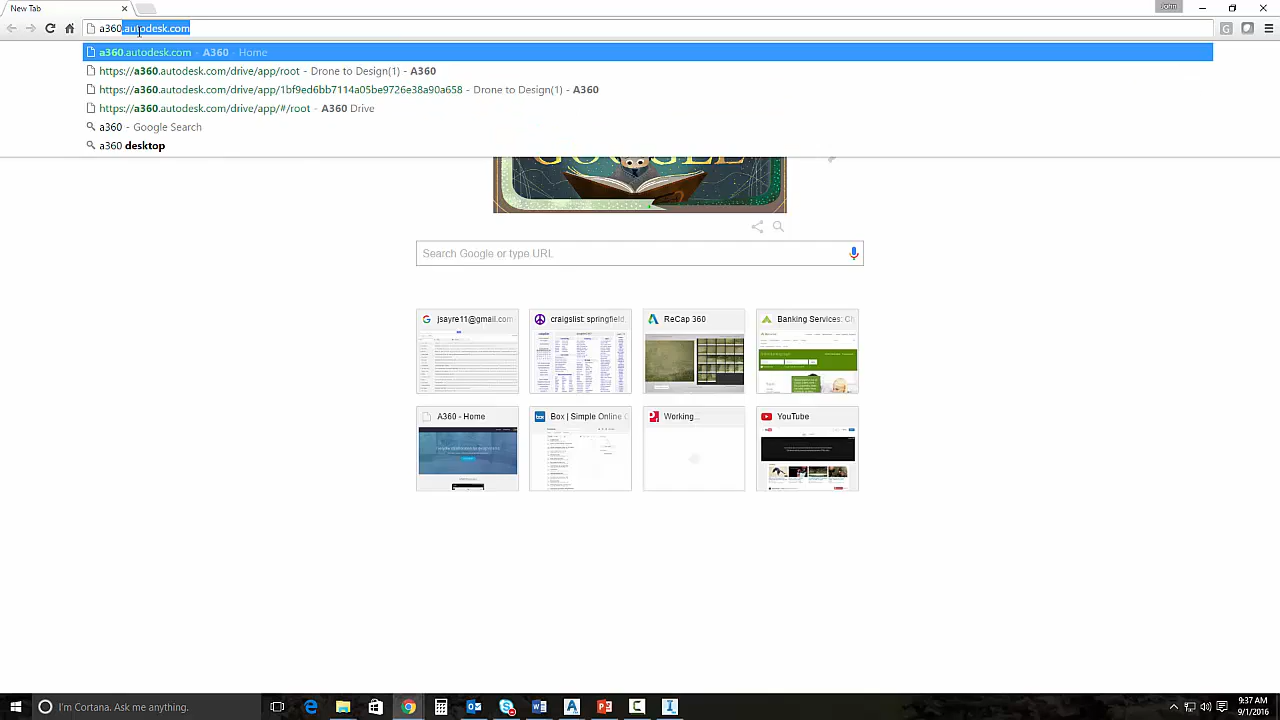 New Tab
John
a360.autodesk.com
a360.autodesk.com - A360 - Home
https://a360.autodesk.com/drive/app/root - Drone to Design(1) - A360
https://a360.autodesk.com/drive/app/1bf9ed6bb7114a05be9726e38a90a658 - Drone to Design(1) - A360
https://a360.autodesk.com/drive/app/#/root - A360 Drive
a360 - Google Search
a360 desktop
Search Google or type URL
jsayre11@gmail.com
craigslist: springfield,
ReCap 360
Banking Services: Ch
A360 - Home
Box | Simple Online C
Working...
YouTube
I'm Cortana. Ask me anything.
9:37 AM
9/1/2016